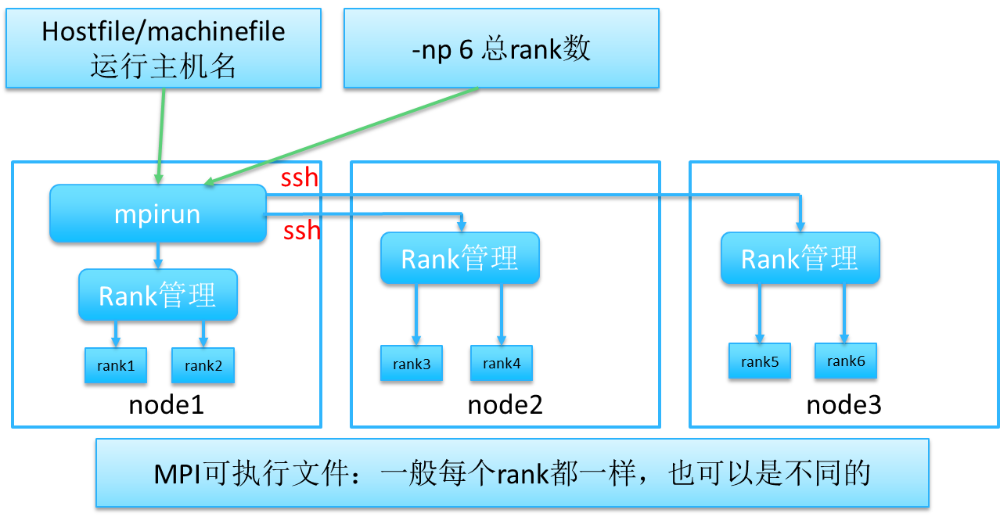 Hostfile/machinefile
运行主机名
-np 6 总rank数
ssh
mpirun
ssh
Rank管理
Rank管理
Rank管理
rank1
rank2
rank3
rank4
rank5
rank6
node1
node2
node3
MPI可执行文件：一般每个rank都一样，也可以是不同的